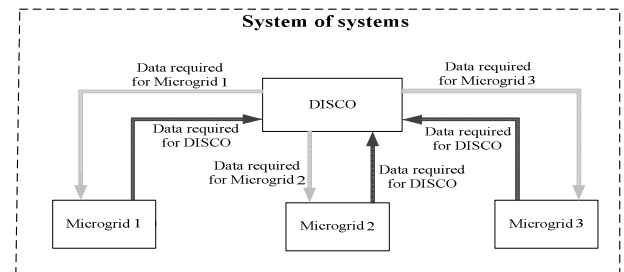 System of systems
Data required
for Microgrid 1
Data required
for Microgrid 3
DISCO
Data required
for DISCO
Data required
for DISCO
Data required
for Microgrid 2
Data required
for DISCO
Microgrid 1
Microgrid 2
Microgrid 3